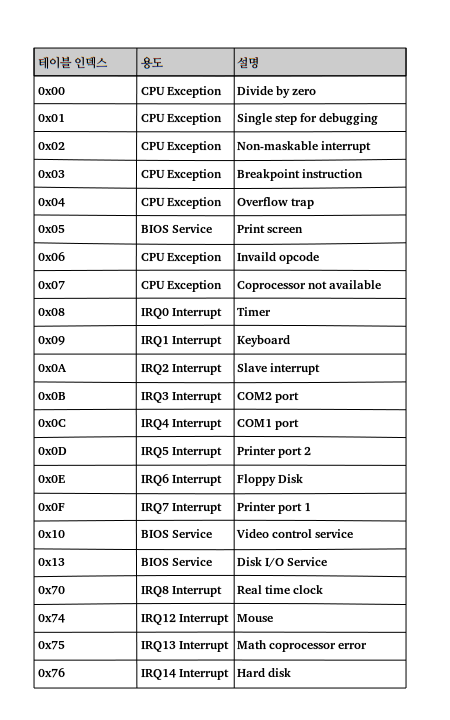 테이블 인덱스 용도 설명
0x00 CPU Exception Divide by zero
0x01 CPU Exception Single step for debugging
0x02 CPU Exception Non-maskable interrupt
0x03 CPU Exception Breakpoint instruction
0x04 CPU Exception Overflow trap
0x05 BIOS Service Print screen
0x06 CPU Exception Invaild opcode
0x07 CPU Exception Coprocessor not available
0x08 IRQ0 Interrupt Timer
0x09 IRQ1 Interrupt Keyboard
0x0A IRQ2 Interrupt Slave interrupt
0x0B IRQ3 Interrupt COM2 port
0x0C IRQ4 Interrupt COM1 port
0x0D IRQ5 Interrupt Printer port 2
0x0E IRQ6 Interrupt Floppy Disk
0x0F IRQ7 Interrupt Printer port 1
0x10 BIOS Service Video control service
0x13 BIOS Service Disk I/O Service
0x70 IRQ8 Interrupt Real time clock
0x74 IRQ12 Interrupt Mouse
0x75 IRQ13 Interrupt Math coprocessor error
0x76 IRQ14 Interrupt Hard disk